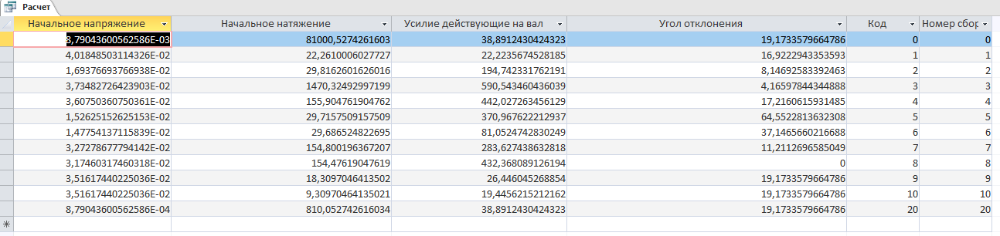 Расчет
Начальное напряжение Начальное натяжение Усилие действующие на вал Угол отклонения Код Номер сбор
8,79043600562586E-03 81000,5274261603 38,8912430424323 19,1733579664786 0 0
4,01848503114326E-02 22,2610006027727 22,2235674528185 16,9222943353593 1 1
1,69376693766938E-02 29,8162601626016 194,742331762191 8,14692583392463 2 2
3,73482726423903E-02 1470,32492997199 590,543460436039 4,16597844344888 3 3
3,60750360750361E-02 155,904761904762 442,027263456129 17,2160615931485 4 4
1,52625152625153E-02 29,7157509157509 370,967622212937 64,5522813632308 5 5
1,47754137115839E-02 29,686524822695 81,0524742830249 37,1465660216688 6 6
3,27278677794142E-02 154,800196367207 283,627438632818 11,2112696585049 7 7
3,17460317460318E-02 154,47619047619 432,368089126194 0 8 8
3,51617440225036E-02 18,3097046413502 26,446045268854 19,1733579664786 9 9
3,51617440225036E-02 9,30970464135021 19,4456215212162 19,1733579664786 10 10
8,79043600562586E-04 810,052742616034 38,8912430424323 19,1733579664786 20 20